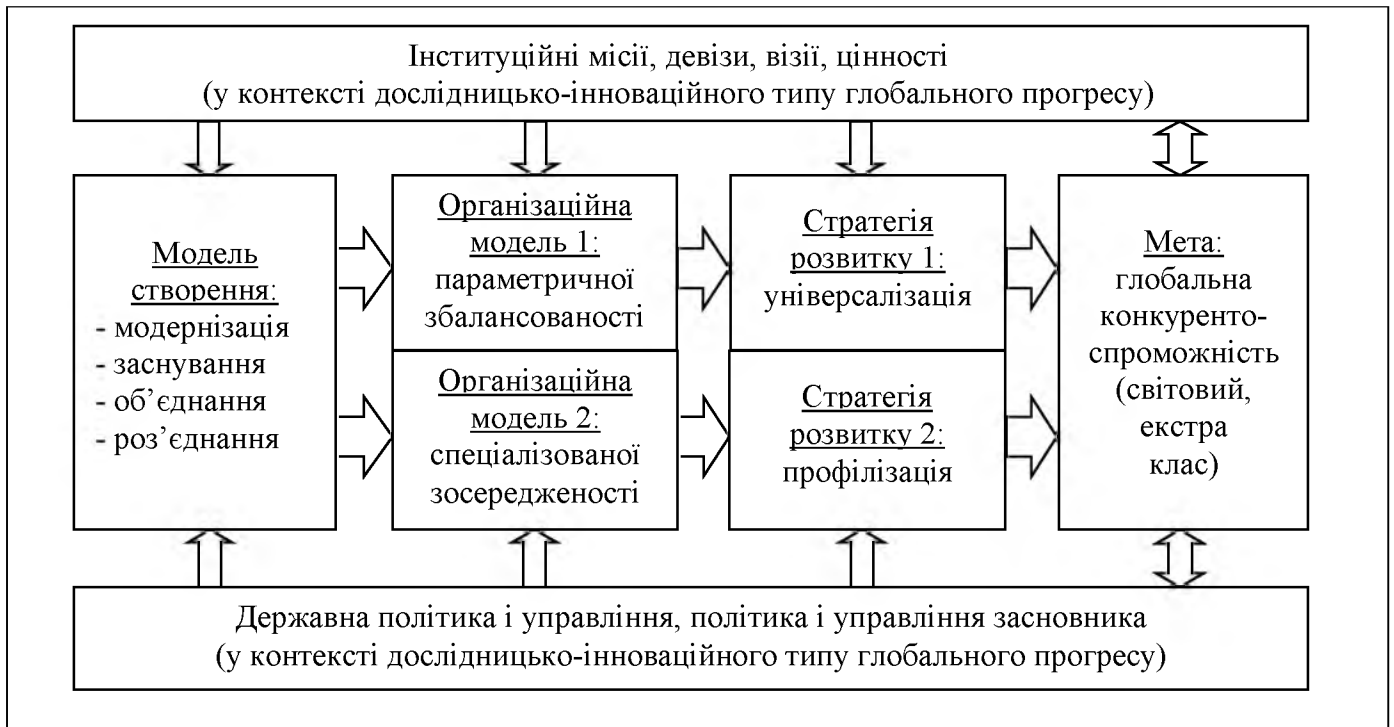 Інституційні місії, девізи, візії, цінності
(у контексті дослідницько-інноваційного типу глобального прогресу)
Модель
створення:
- модернізація
- заснування
- об’єднання
- роз’єднання
Організаційна
модель 1:
параметричної
збалансованості
Організаційна
модель 2:
спеціалізованої
зосередженості
Стратегія
розвитку 1:
універсалізація
Стратегія
розвитку 2:
профілізація
Мета:
глобальна
конкуренто-
спроможність
(світовий,
екстра
клас)
Державна політика і управління, політика і управління засновника
(у контексті дослідницько-інноваційного типу глобального прогресу)